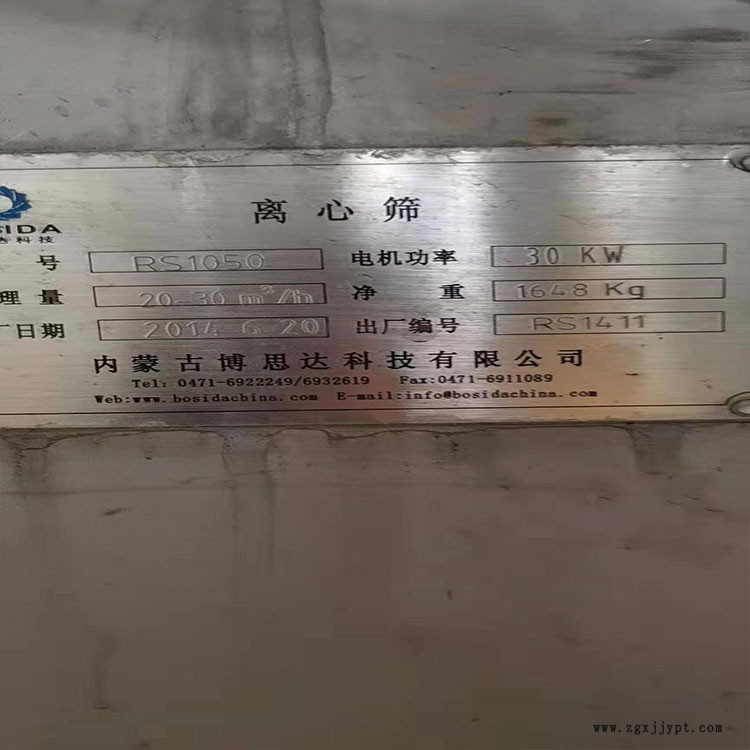 离心筛
SIDA
科技
号 RS1050 电机功率 30 KW
理量 20-30 m³/h 净重 1648 Kg
日期 2014 6 20 出厂编号 RS1411
内蒙古博思达科技有限公司
Tel: 0471-6922249/6932619 Fax:0471-6911089
Web:www.bosidachina.com E-mail:info@bosidachina.com
www.zgxjjypt.com